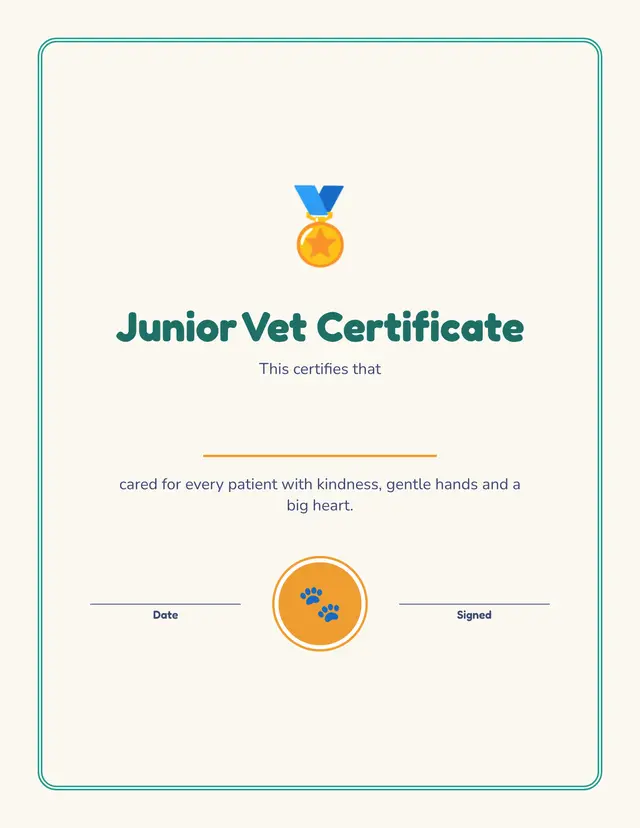 Junior Vet Certificate
This certifies that
cared for every patient with kindness, gentle hands and a
big heart.
Date
Signed